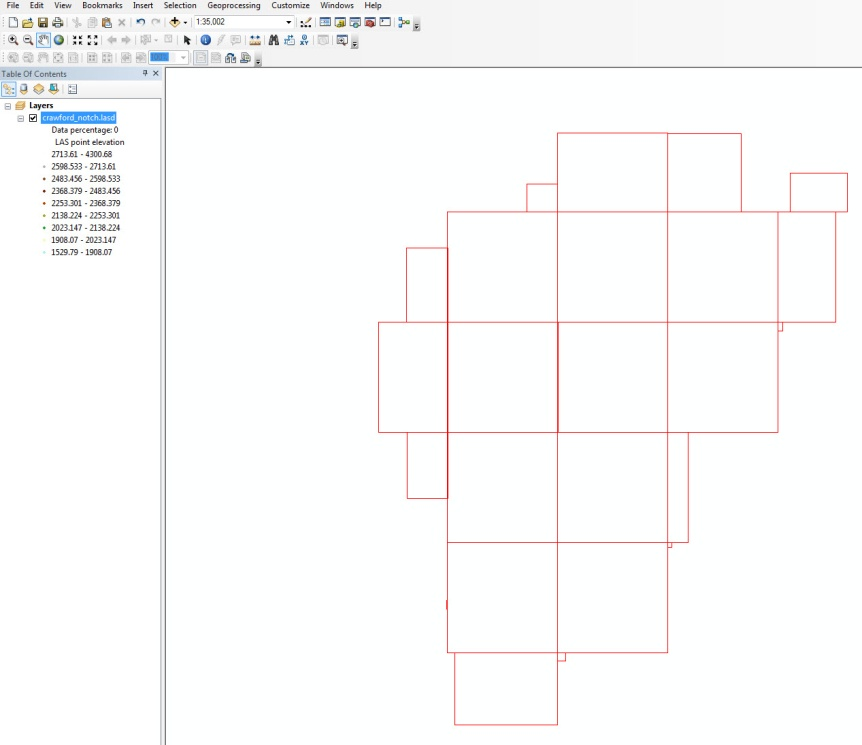 File Edit View Bookmarks Insert Selection Geoprocessing Customize Windows Help
1:35,002
Table Of Contents
Layers
crawford_notch.lasd
Data percentage: 0
LAS point elevation
2713.61 - 4300.68
2598.533 - 2713.61
2483.456 - 2598.533
2368.379 - 2483.456
2253.301 - 2368.379
2138.224 - 2253.301
2023.147 - 2138.224
1908.07 - 2023.147
1529.79 - 1908.07